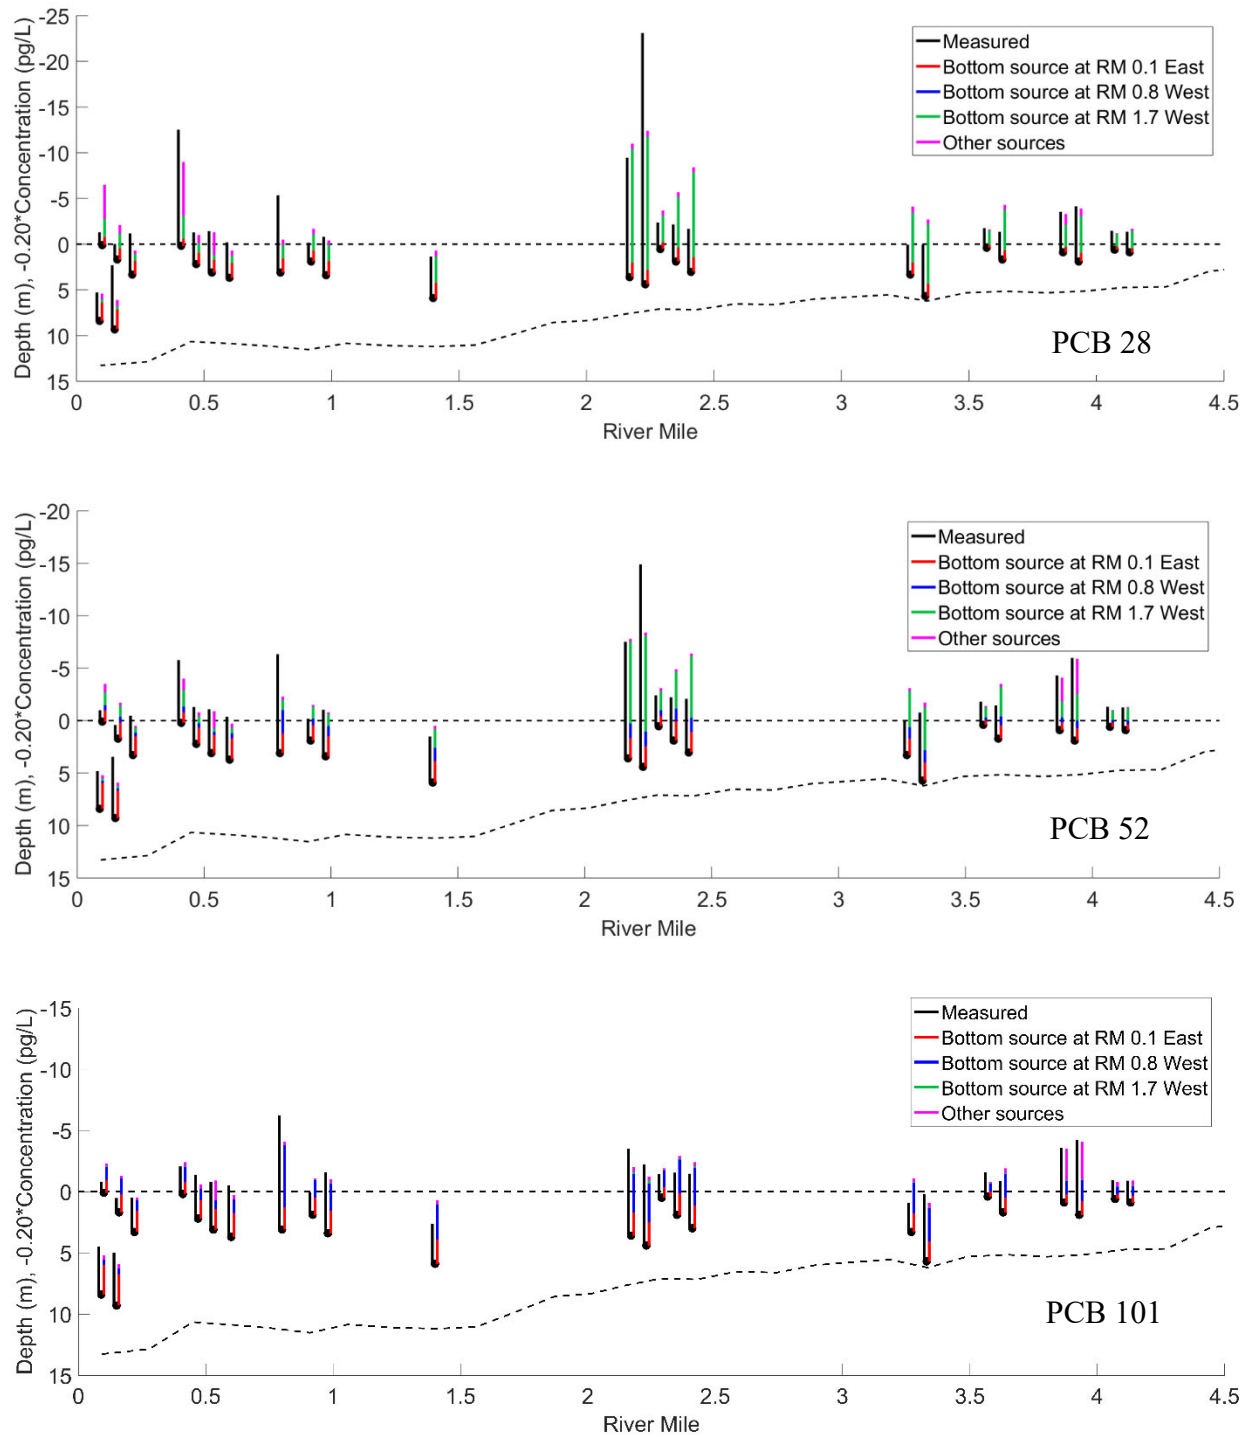 -25
-20
-15
-10
-5
0
5
10
15
Depth (m), -0.20*Concentration (pg/L)
Measured
Bottom source at RM 0.1 East
Bottom source at RM 0.8 West
Bottom source at RM 1.7 West
Other sources
PCB 28
0 0.5 1 1.5 2 2.5 3 3.5 4 4.5
River Mile
-20
-15
-10
-5
0
5
10
15
Depth (m), -0.20*Concentration (pg/L)
Measured
Bottom source at RM 0.1 East
Bottom source at RM 0.8 West
Bottom source at RM 1.7 West
Other sources
PCB 52
0 0.5 1 1.5 2 2.5 3 3.5 4 4.5
River Mile
-15
-10
-5
0
5
10
15
Depth (m), -0.20*Concentration (pg/L)
Measured
Bottom source at RM 0.1 East
Bottom source at RM 0.8 West
Bottom source at RM 1.7 West
Other sources
PCB 101
0 0.5 1 1.5 2 2.5 3 3.5 4 4.5
River Mile